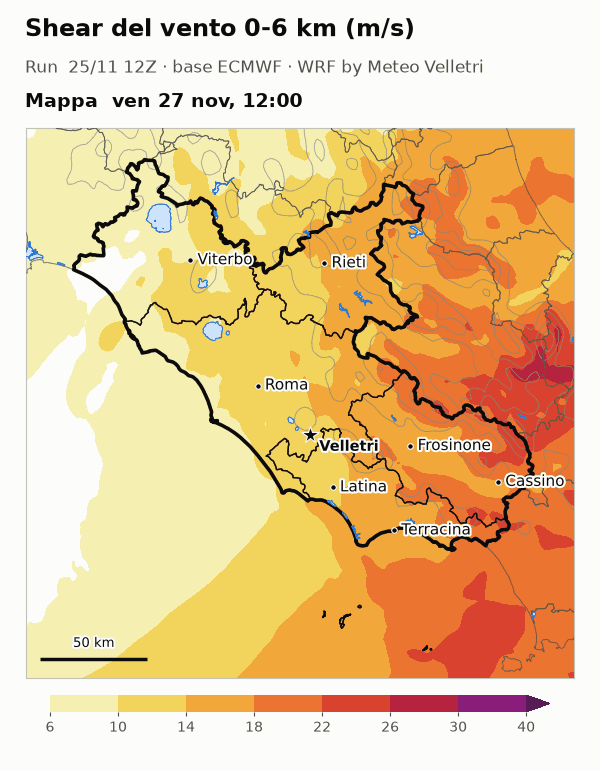 Shear del vento 0-6 km (m/s)
Run  25/11 12Z · base ECMWF · WRF by Meteo Velletri
Mappa  ven 27 nov, 12:00
Viterbo
Rieti
Roma
Velletri
Frosinone
Latina
Cassino
Terracina
50 km
6 10 14 18 22 26 30 40